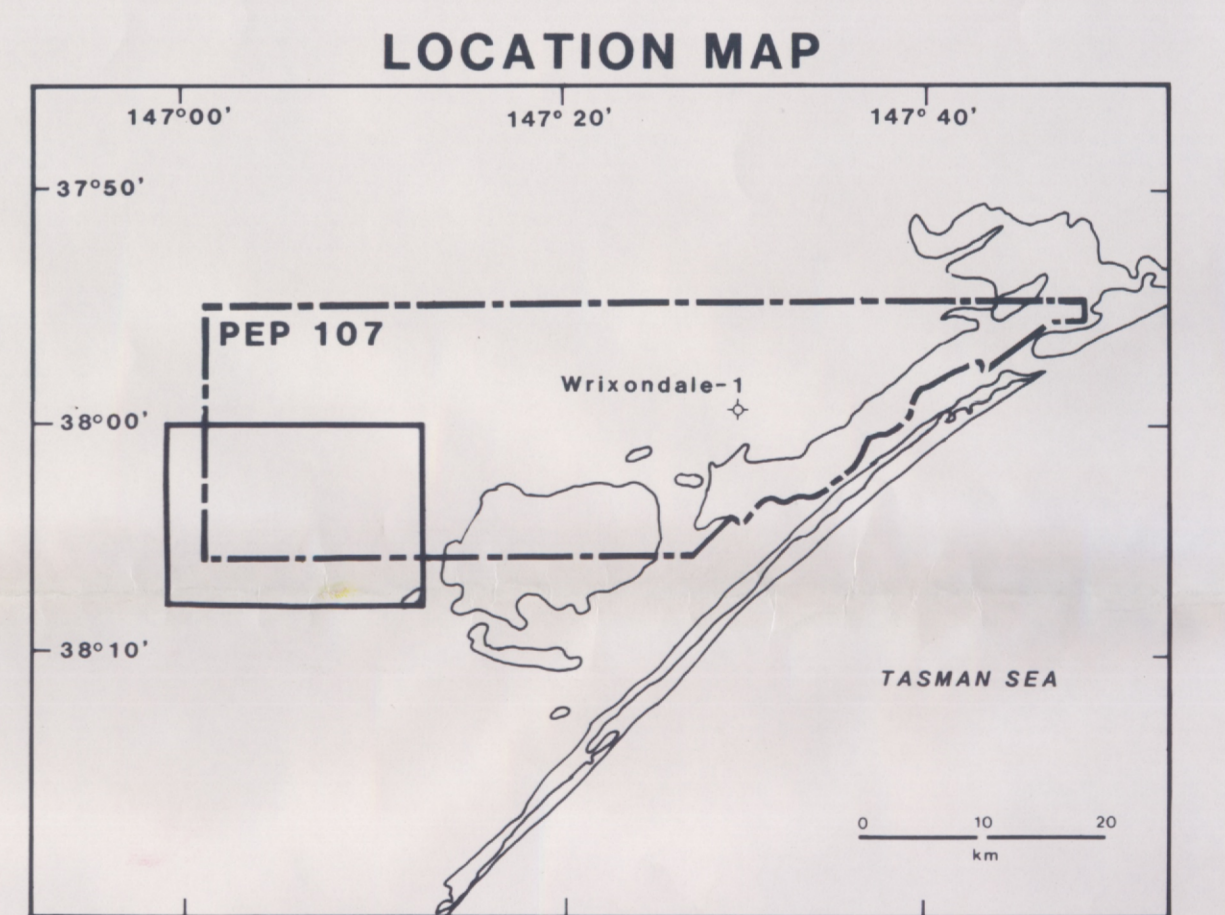 LOCATION MAP
147°00' 147° 20' 147° 40'
37°50'
PEP 107
Wrixondale-1
38°00'
38°10'
TASMAN SEA
0 10 20
km